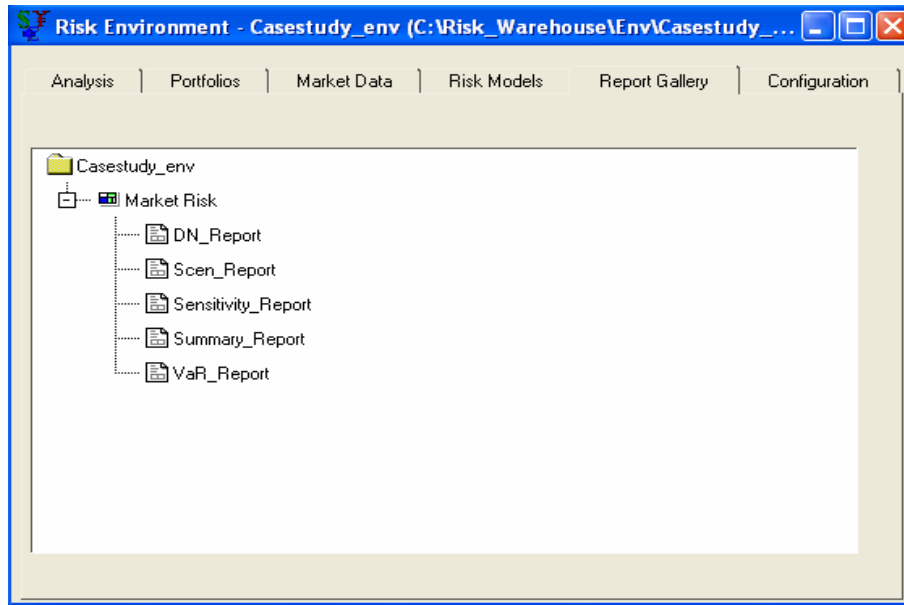 Risk Environment - Casestudy_env (C:\Risk_Warehouse\Env\Casestudy_...
Analysis Portfolios Market Data Risk Models Report Gallery Configuration
Casestudy_env
Market Risk
DN_Report
Scen_Report
Sensitivity_Report
Summary_Report
VaR_Report